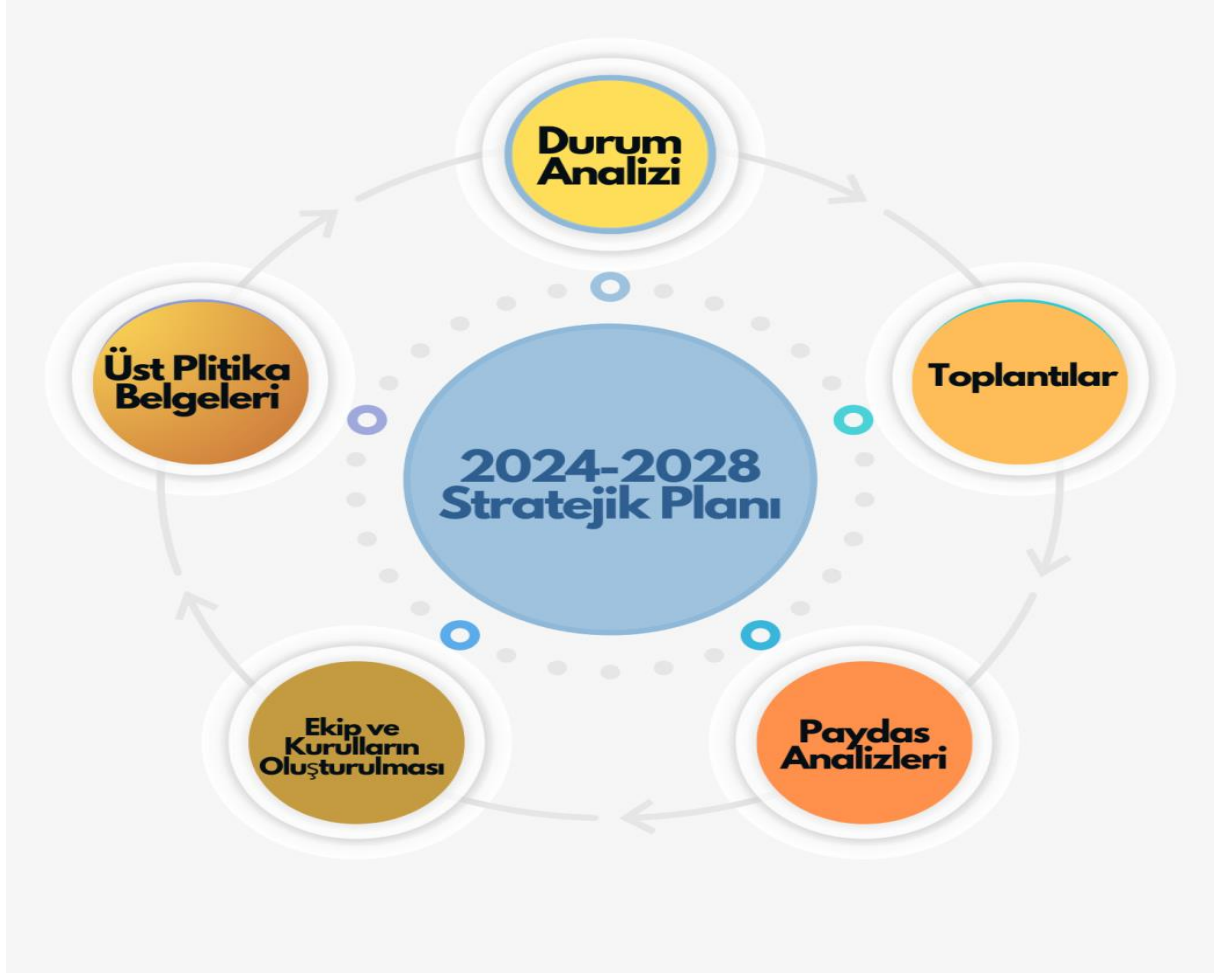 Durum
Analizi
Toplantılar
Üst Plitika
Belgeleri
2024-2028
Stratejik Planı
Ekip ve
Kurulların
Oluşturulması
Paydas
Analizleri